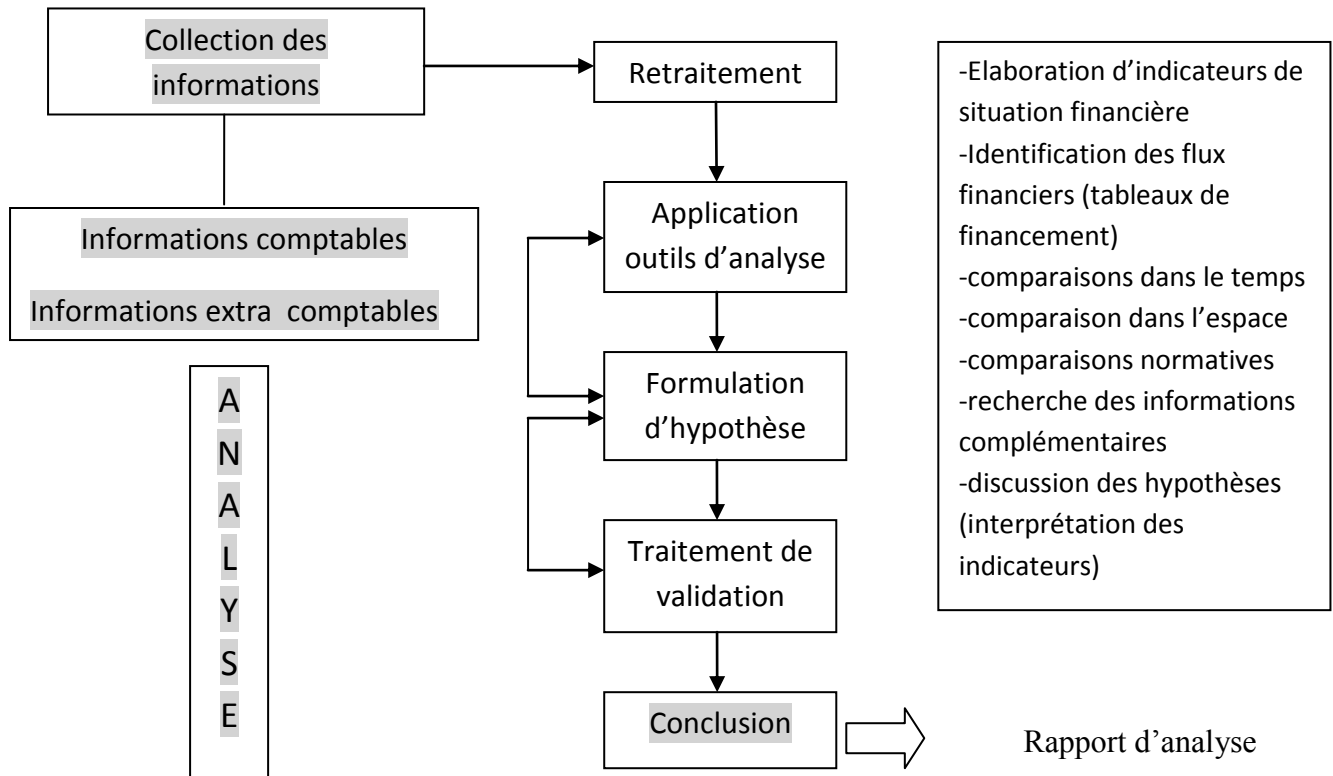 Collection des
informations
Informations comptables
Informations extra comptables
A
N
A
L
Y
S
E
Retraitement
Application
outils d’analyse
Formulation
d’hypothèse
Traitement de
validation
Conclusion
Rapport d’analyse
-Elaboration d’indicateurs de
situation financière
-Identification des flux
financiers (tableaux de
financement)
-comparaisons dans le temps
-comparaison dans l’espace
-comparaisons normatives
-recherche des informations
complémentaires
-discussion des hypothèses
(interprétation des
indicateurs)